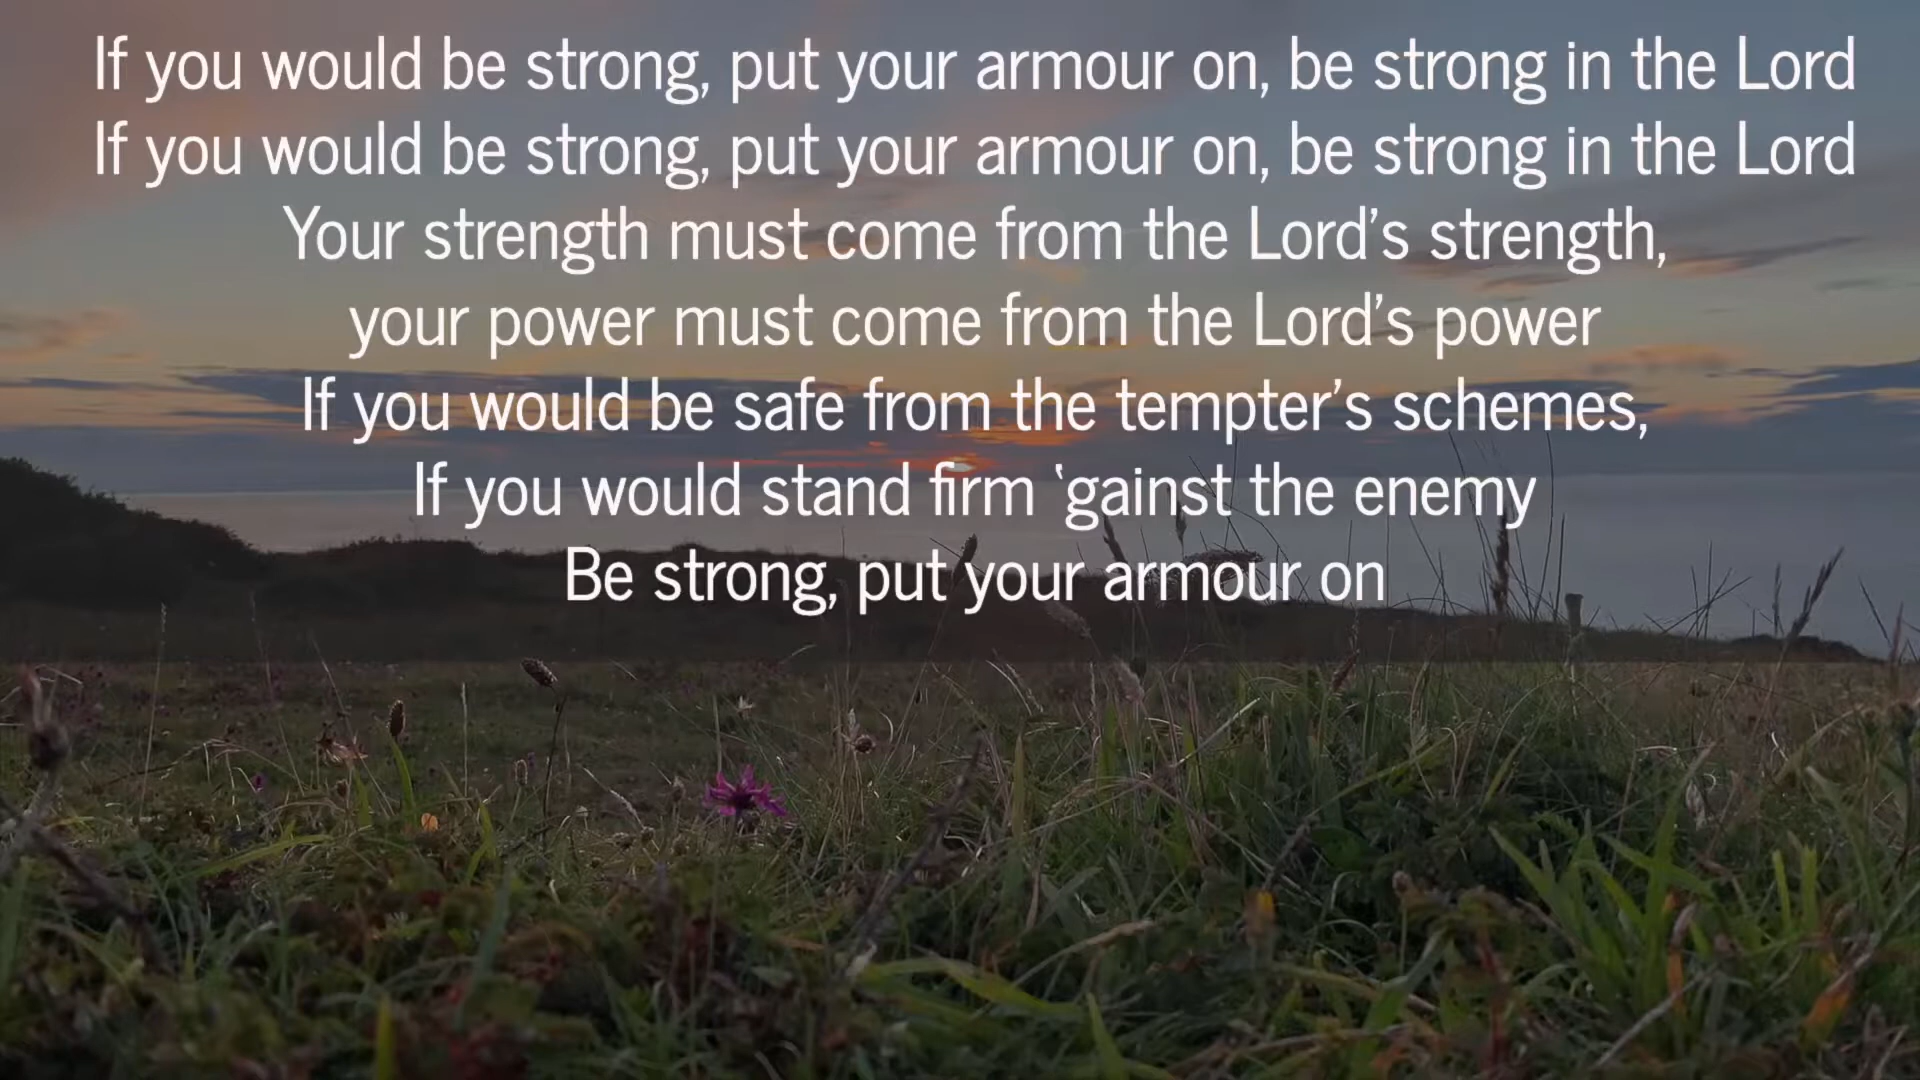 If you would be strong, put your armour on, be strong in the Lord
If you would be strong, put your armour on, be strong in the Lord
Your strength must come from the Lord’s strength,
your power must come from the Lord’s power
If you would be safe from the tempter’s schemes,
If you would stand firm ‘gainst the enemy
Be strong, put your armour on